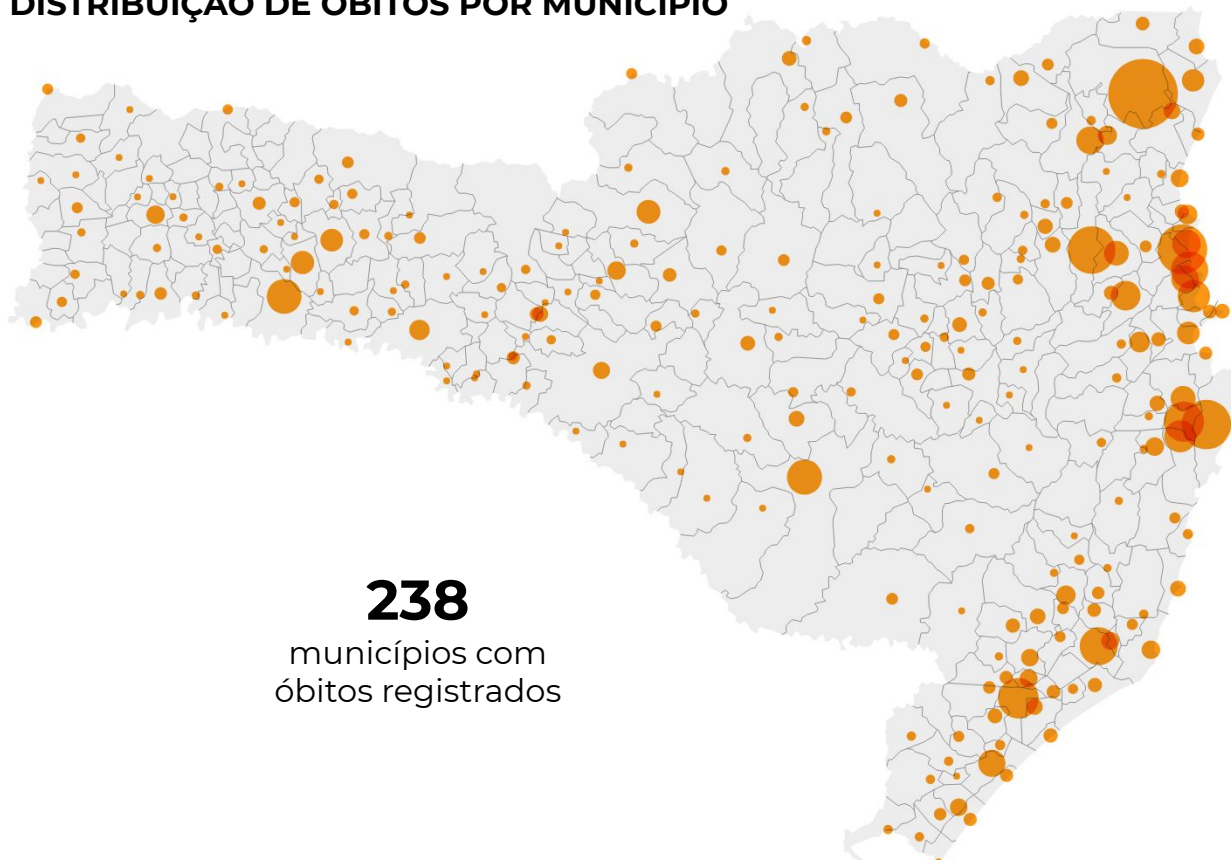 DISTRIBUIÇÃO DE ÓBITOS POR MUNICÍPIO
238
municípios com
óbitos registrados